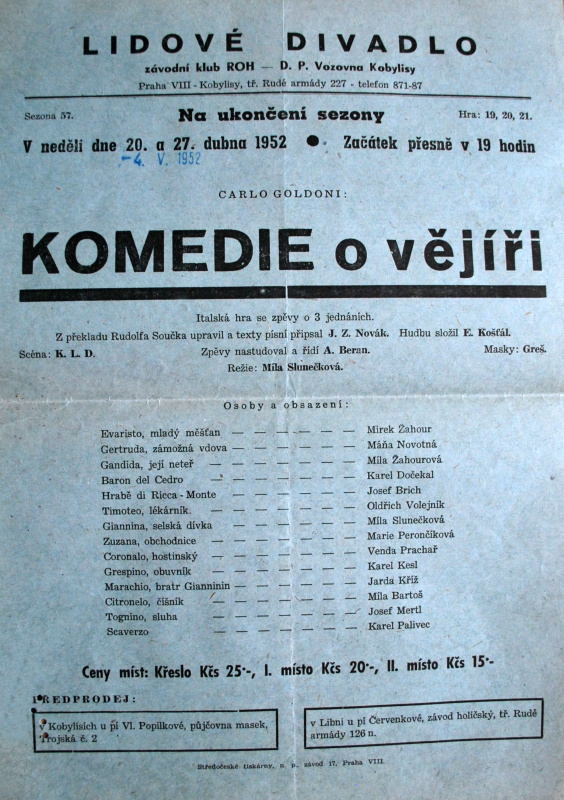 LIDOVÉ DIVADLO
závodní klub ROH — D. P. Vozovna Kobylisy
Praha VIII - Kobylisy, tř. Rudé armády 227 - telefon 871-87
Sezona 57. Na ukončení sezony Hra: 19, 20, 21.
V neděli dne 20. a 27. dubna 1952 ● Začátek přesně v 19 hodin
-4. V. 1952
CARLO GOLDONI:
KOMEDIE o vějíři
Italská hra se zpěvy o 3 jednáních.
Z překladu Rudolfa Součka upravil a texty písní připsal J. Z. Novák. Hudbu složil E. Košťál.
Scéna: K. L. D. Zpěvy nastudoval a řídí A. Beran. Masky: Greš.
Režie: Míla Slunečková.
Osoby a obsazení:
Evaristo, mladý měšťan — — — — — — Mirek Žahour
Gertruda, zámožná vdova — — — — — — Máňa Novotná
Gandida, její neteř — — — — — — — Míla Žahourová
Baron del Cedro — — — — — — — Karel Dočekal
Hrabě di Ricca - Monte — — — — — — Josef Brich
Timoteo, lékárník — — — — — — — Oldřich Volejník
Giannina, selská dívka — — — — — — Míla Slunečková
Zuzana, obchodnice — — — — — — — Marie Perončíková
Coronalo, hostinský — — — — — — — Venda Prachař
Grespino, obuvník — — — — — — — Karel Kesl
Marachio, bratr Gianninin — — — — — — Jarda Kříž
Citronelo, číšník — — — — — — — Míla Bartoš
Tognino, sluha — — — — — — — Josef Mertl
Scaverzo — — — — — — — Karel Palivec
Ceny míst: Křeslo Kčs 25·-, I. místo Kčs 20·-, II. místo Kčs 15·-
PŘEDPRODEJ:
v Kobylisích u pí Vl. Popilkové, půjčovna masek,
Trojská č. 2
v Libni u pí Červenkové, závod holičský, tř. Rudé
armády 126 n.
Středočeské tiskárny, n. p., závod 17, Praha VIII.